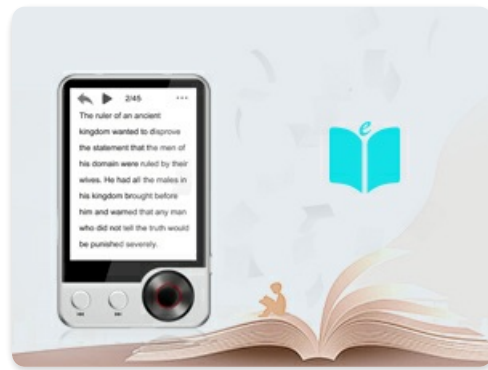 2/45
The ruler of an ancient
kingdom wanted to disprove
the statement that the men of
his domain were ruled by their
wives. He had all the males in
his kingdom brought before
him and warned that any man
who did not tell the truth would
be punished severely.
e